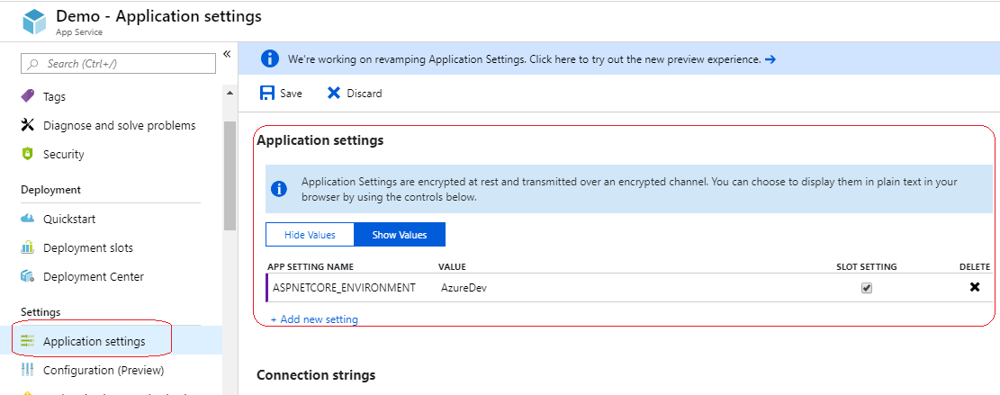 Demo - Application settings
App Service
Search (Ctrl+/)
«
Tags
Diagnose and solve problems
Security
Deployment
Quickstart
Deployment slots
Deployment Center
Settings
Application settings
Configuration (Preview)
We're working on revamping Application Settings. Click here to try out the new preview experience. →
Save Discard
Application settings
Application Settings are encrypted at rest and transmitted over an encrypted channel. You can choose to display them in plain text in your
browser by using the controls below.
Hide Values Show Values
APP SETTING NAME VALUE SLOT SETTING DELETE
ASPNETCORE_ENVIRONMENT AzureDev
+ Add new setting
Connection strings